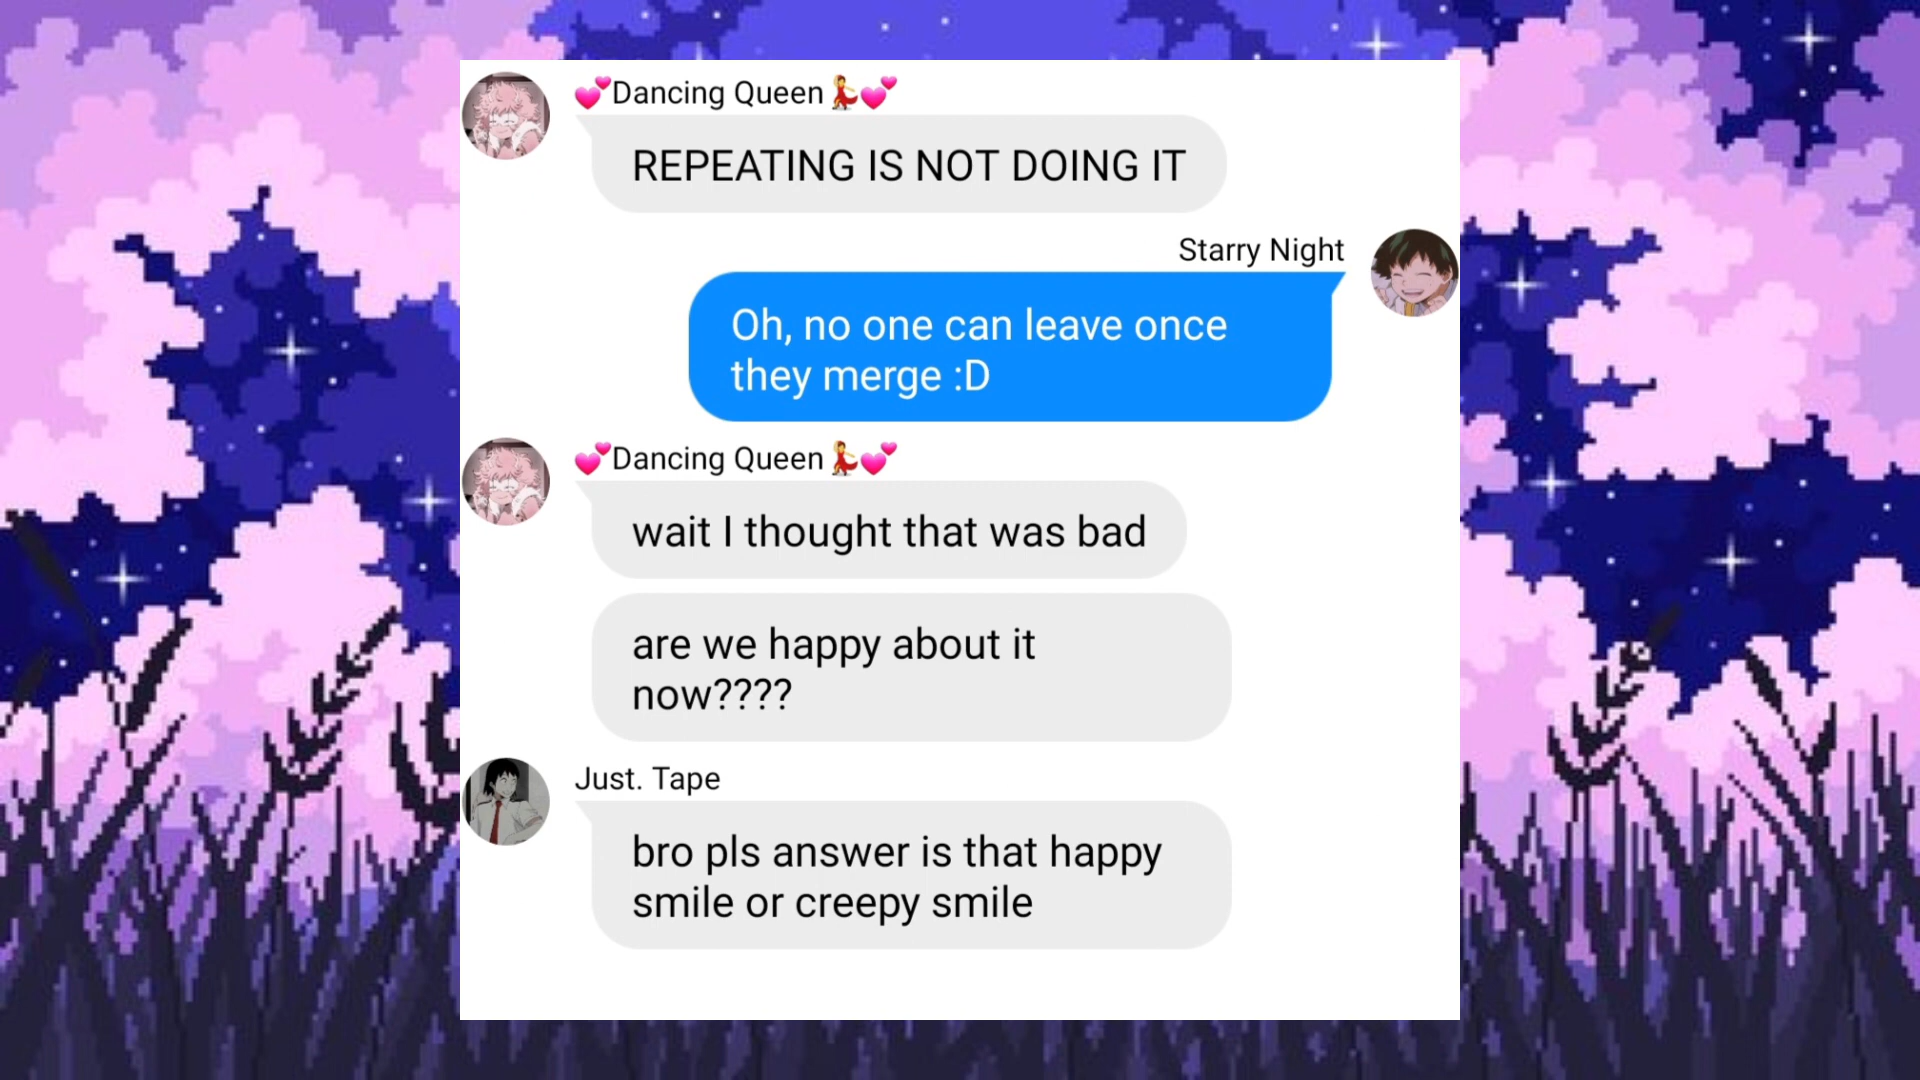 💕Dancing Queen💃💕
REPEATING IS NOT DOING IT
Starry Night
Oh, no one can leave once
they merge :D
💕Dancing Queen💃💕
wait I thought that was bad
are we happy about it
now????
Just. Tape
bro pls answer is that happy
smile or creepy smile